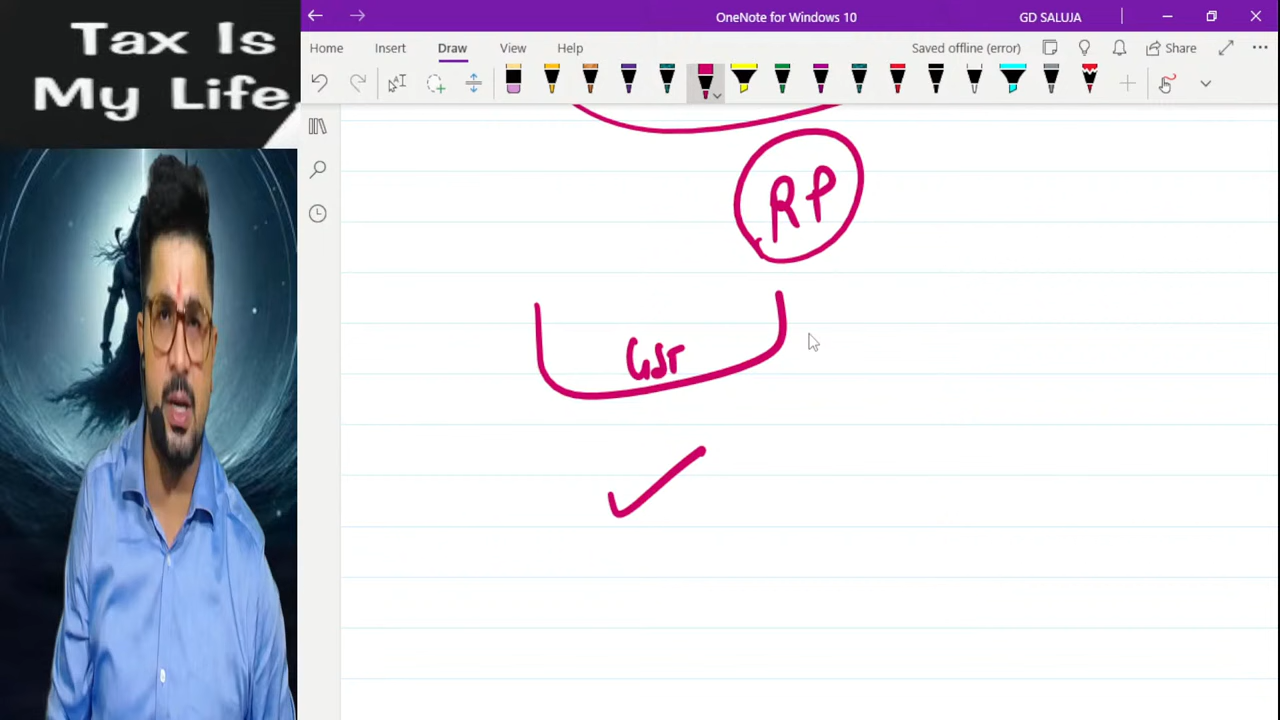 Tax Is
My Life
OneNote for Windows 10
GD SALUJA
Home Insert Draw View Help
Saved offline (error)
Share
RP
GST